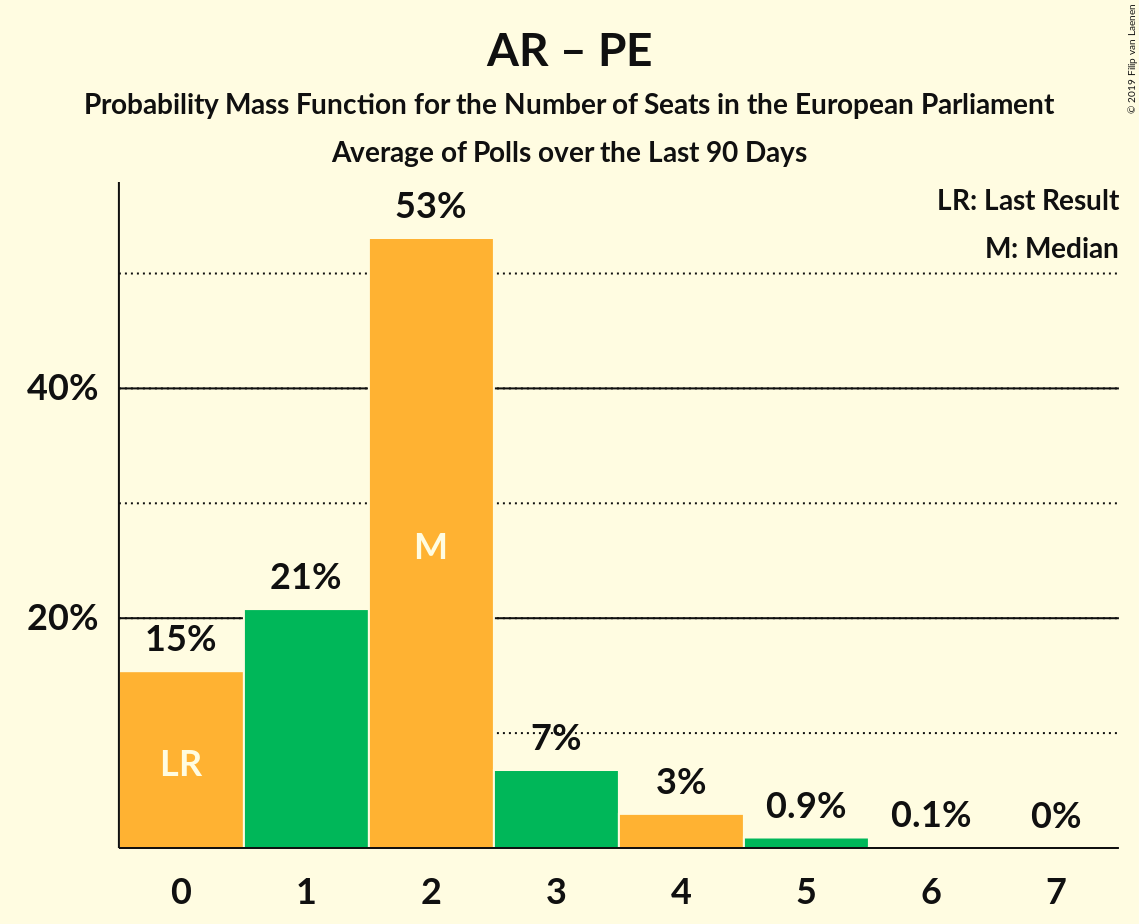 AR – PE
Probability Mass Function for the Number of Seats in the European Parliament
Average of Polls over the Last 90 Days
© 2019 Filip van Laenen
LR: Last Result
M: Median
53%
40%
M
21%
20%
15%
LR
7%
3%
0.9%
0.1%
0%
0 1 2 3 4 5 6 7